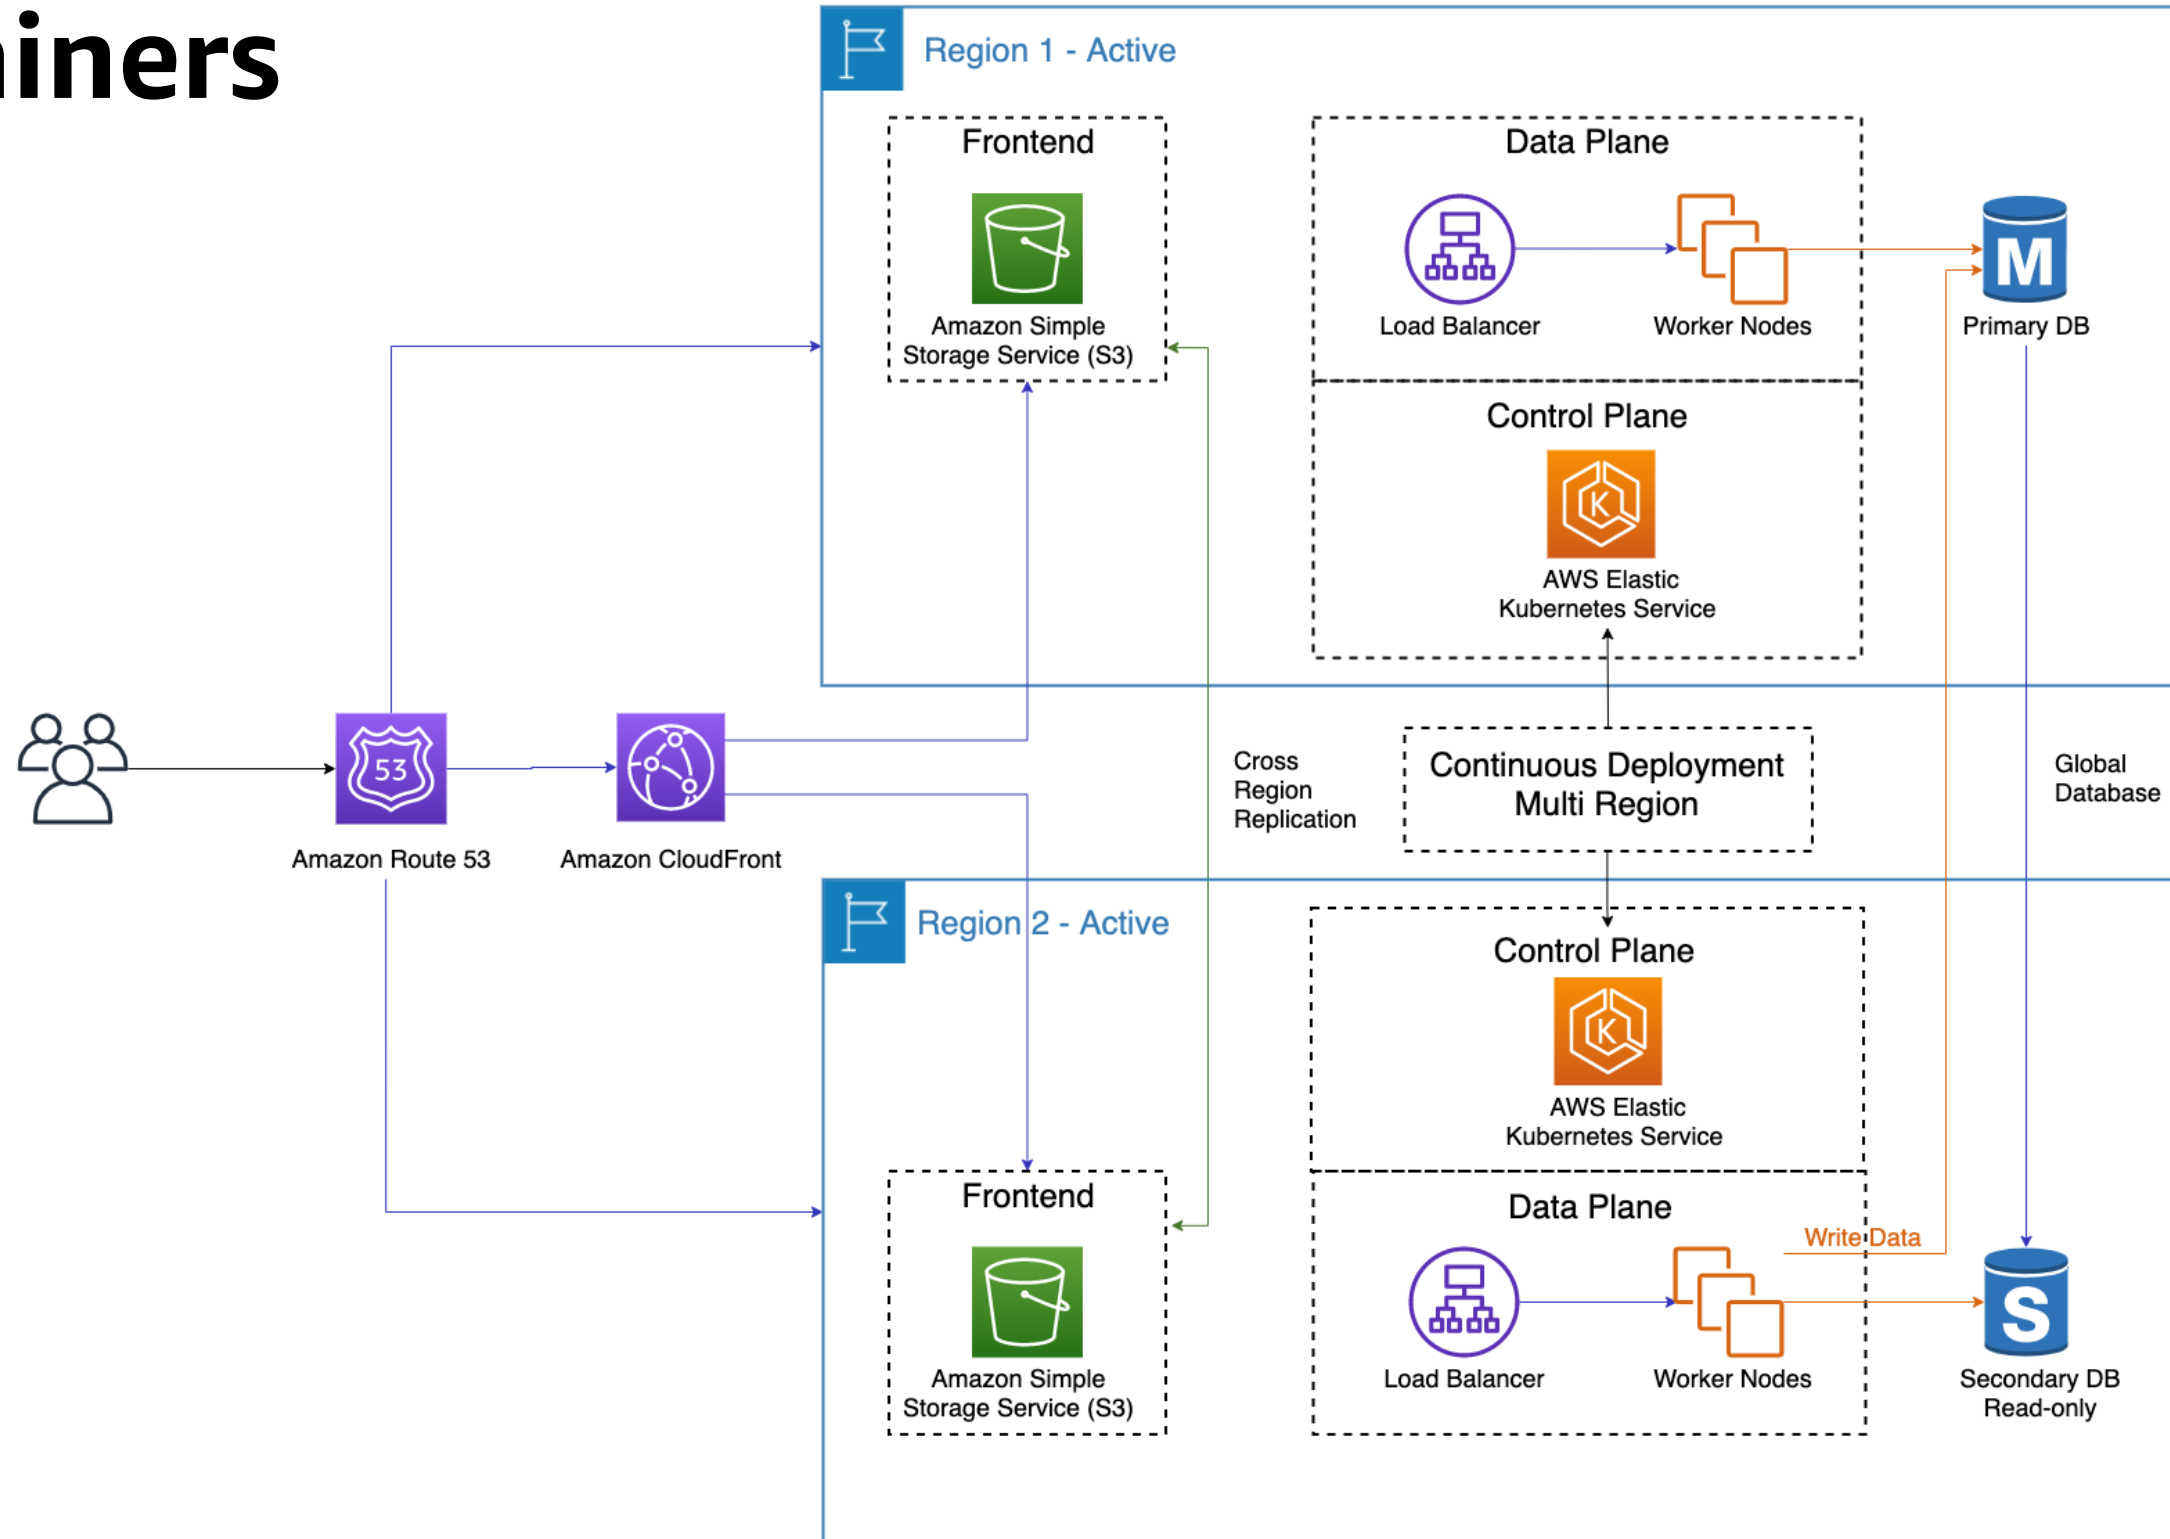 iners
Region 1 - Active
Frontend
Amazon Simple
Storage Service (S3)
Data Plane
Load Balancer
Worker Nodes
M
Primary DB
Control Plane
K
AWS Elastic
Kubernetes Service
53
Amazon Route 53
Amazon CloudFront
Cross
Region
Replication
Continuous Deployment
Multi Region
Global
Database
Region 2 - Active
Control Plane
K
AWS Elastic
Kubernetes Service
Frontend
Amazon Simple
Storage Service (S3)
Data Plane
Write Data
Load Balancer
Worker Nodes
S
Secondary DB
Read-only